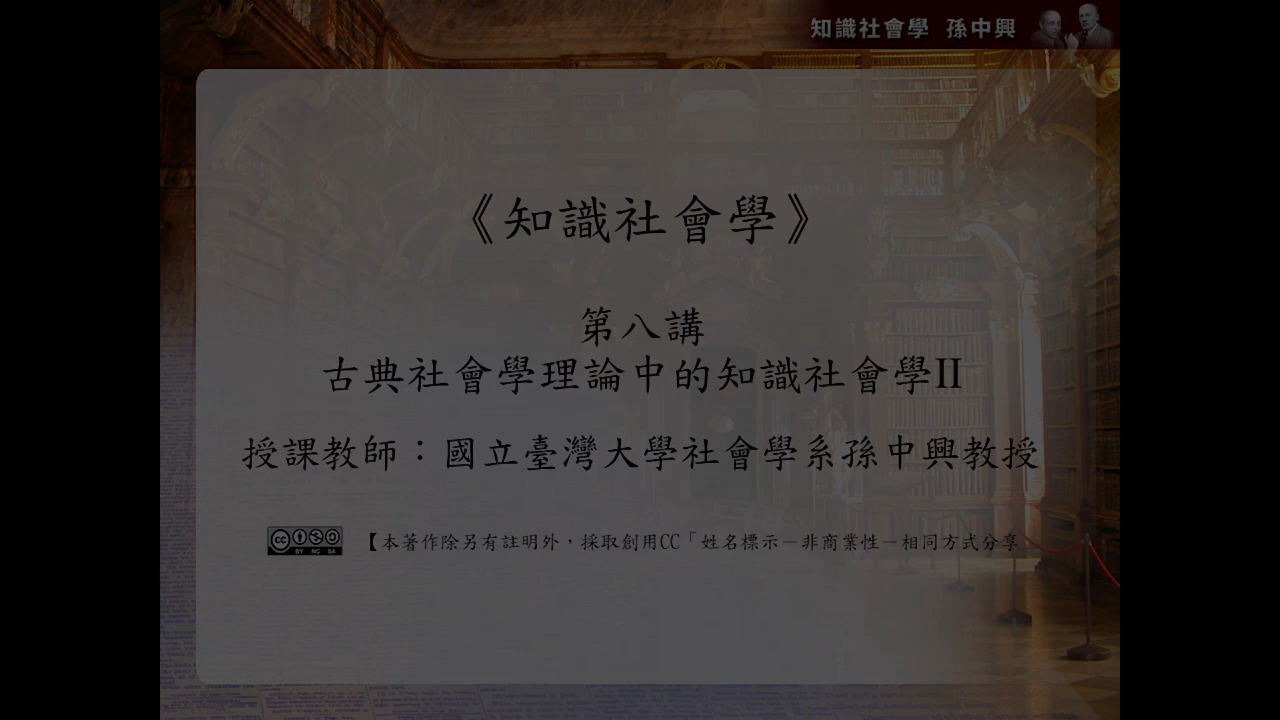 知識社會學 孫中興
《知識社會學》
第八講
古典社會學理論中的知識社會學II
授課教師：國立臺灣大學社會學系孫中興教授
cc BY NC SA 【本著作除另有註明外，採取創用CC「姓名標示－非商業性－相同方式分享